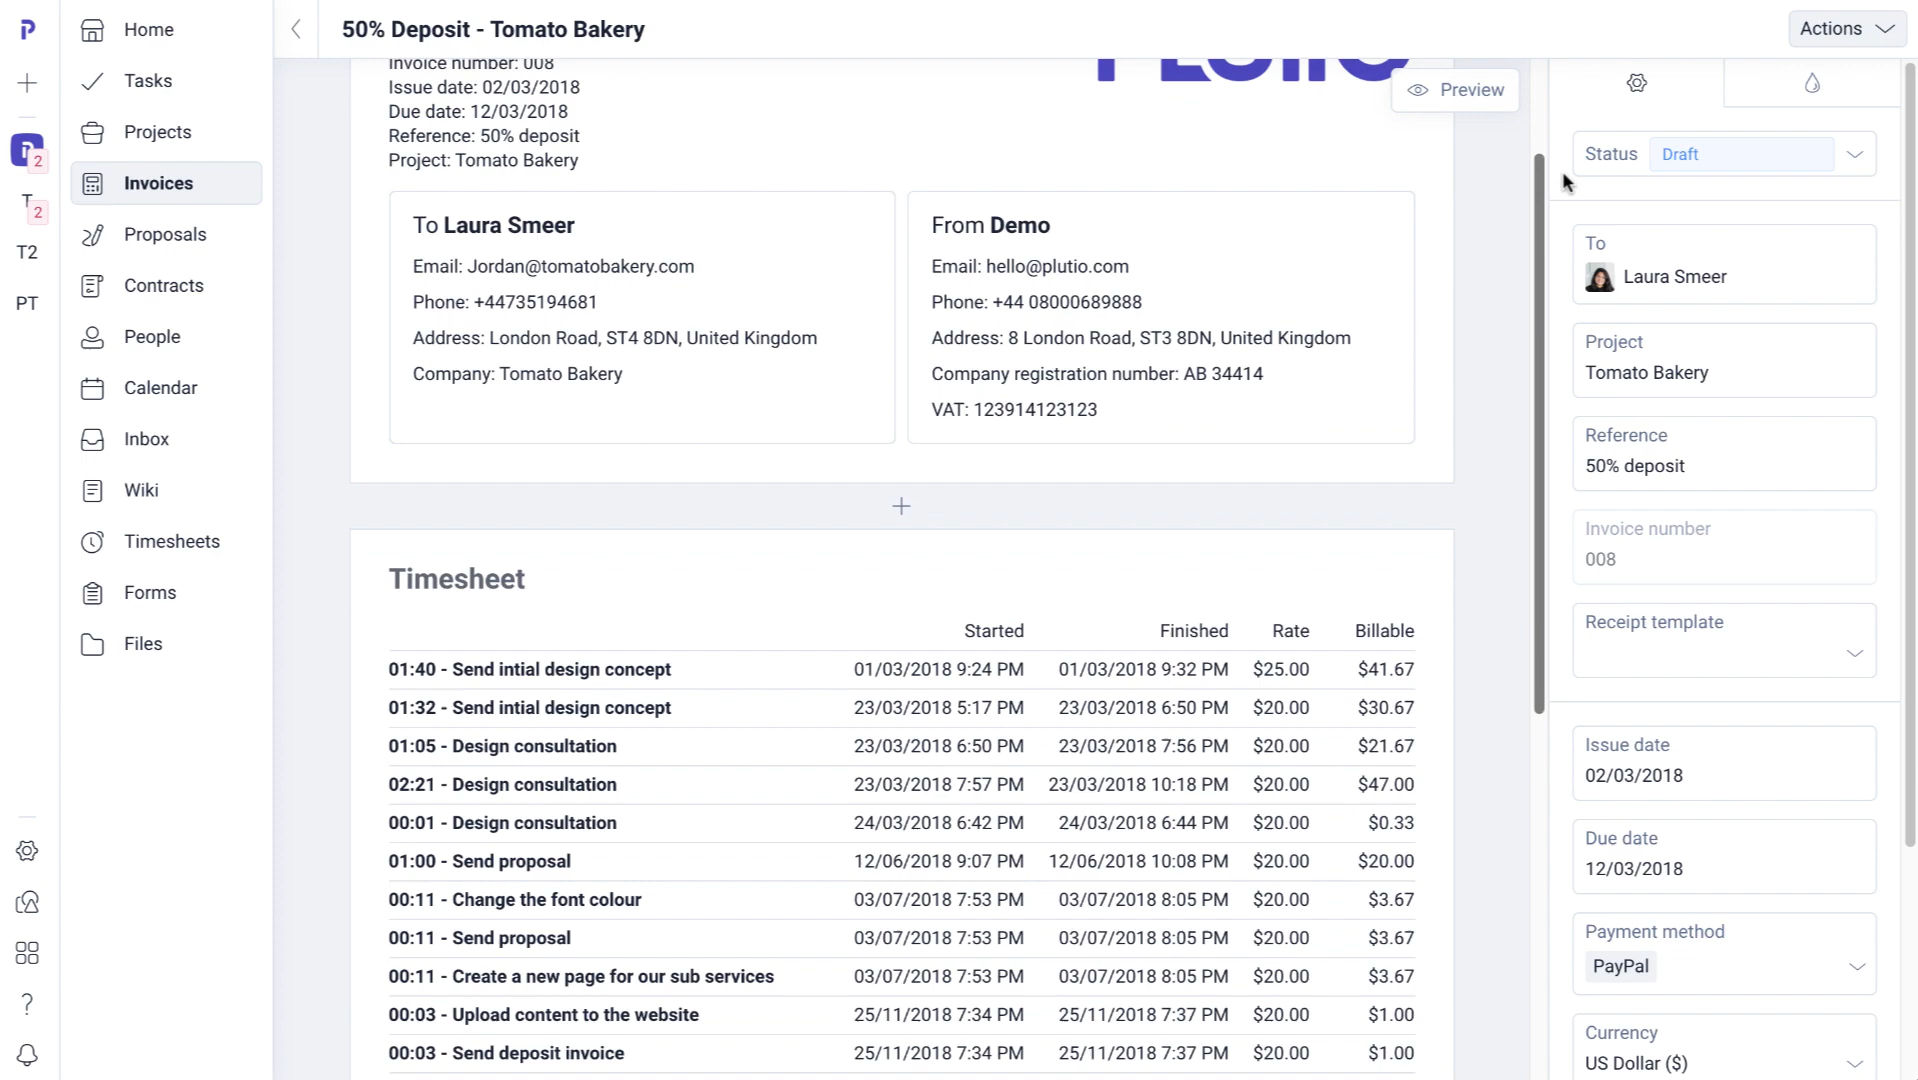 50% Deposit - Tomato Bakery
Actions
Home
Tasks
Projects
Invoices
Proposals
Contracts
People
Calendar
Inbox
Wiki
Timesheets
Forms
Files
2
T
2
T2
PT
Invoice number: 008
Issue date: 02/03/2018
Due date: 12/03/2018
Reference: 50% deposit
Project: Tomato Bakery
PLUTIO
Preview
To Laura Smeer
Email: Jordan@tomatobakery.com
Phone: +44735194681
Address: London Road, ST4 8DN, United Kingdom
Company: Tomato Bakery
From Demo
Email: hello@plutio.com
Phone: +44 08000689888
Address: 8 London Road, ST3 8DN, United Kingdom
Company registration number: AB 34414
VAT: 123914123123
Timesheet
Started Finished Rate Billable
01:40 - Send intial design concept 01/03/2018 9:24 PM 01/03/2018 9:32 PM $25.00 $41.67
01:32 - Send intial design concept 23/03/2018 5:17 PM 23/03/2018 6:50 PM $20.00 $30.67
01:05 - Design consultation 23/03/2018 6:50 PM 23/03/2018 7:56 PM $20.00 $21.67
02:21 - Design consultation 23/03/2018 7:57 PM 23/03/2018 10:18 PM $20.00 $47.00
00:01 - Design consultation 24/03/2018 6:42 PM 24/03/2018 6:44 PM $20.00 $0.33
01:00 - Send proposal 12/06/2018 9:07 PM 12/06/2018 10:08 PM $20.00 $20.00
00:11 - Change the font colour 03/07/2018 7:53 PM 03/07/2018 8:05 PM $20.00 $3.67
00:11 - Send proposal 03/07/2018 7:53 PM 03/07/2018 8:05 PM $20.00 $3.67
00:11 - Create a new page for our sub services 03/07/2018 7:53 PM 03/07/2018 8:05 PM $20.00 $3.67
00:03 - Upload content to the website 25/11/2018 7:34 PM 25/11/2018 7:37 PM $20.00 $1.00
00:03 - Send deposit invoice 25/11/2018 7:34 PM 25/11/2018 7:37 PM $20.00 $1.00
Status Draft
To
Laura Smeer
Project
Tomato Bakery
Reference
50% deposit
Invoice number
008
Receipt template
Issue date
02/03/2018
Due date
12/03/2018
Payment method
PayPal
Currency
US Dollar ($)